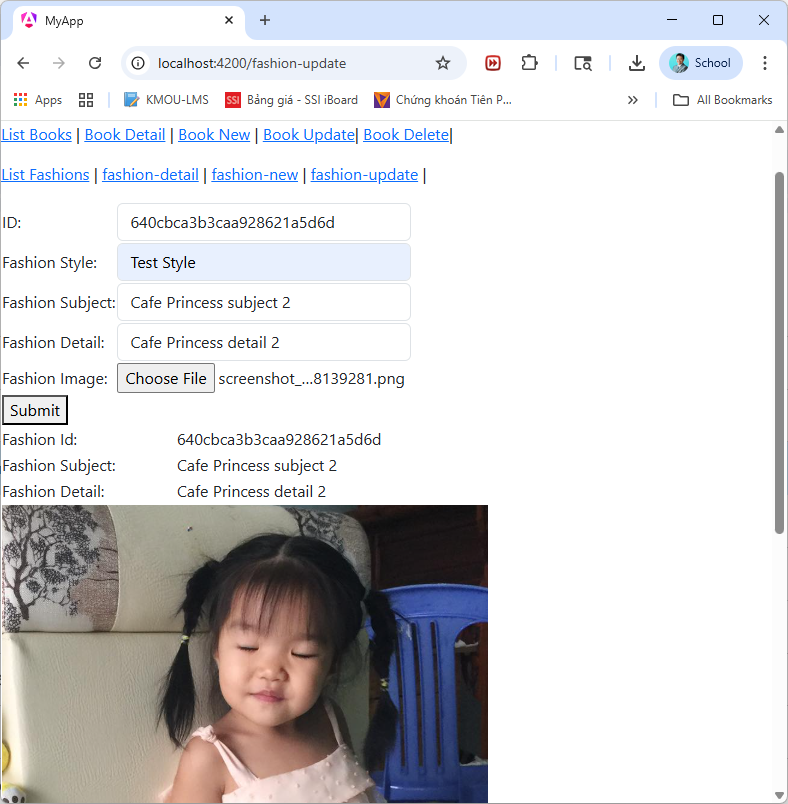 MyApp
localhost:4200/fashion-update
School
Apps
KMOU-LMS
SSI
Bảng giá - SSI iBoard
Chứng khoán Tiên P...
All Bookmarks
List Books | Book Detail | Book New | Book Update| Book Delete|
List Fashions | fashion-detail | fashion-new | fashion-update |
ID: 640cbca3b3caa928621a5d6d
Fashion Style: Test Style
Fashion Subject: Cafe Princess subject 2
Fashion Detail: Cafe Princess detail 2
Fashion Image: Choose File screenshot_...8139281.png
Submit
Fashion Id: 640cbca3b3caa928621a5d6d
Fashion Subject: Cafe Princess subject 2
Fashion Detail: Cafe Princess detail 2